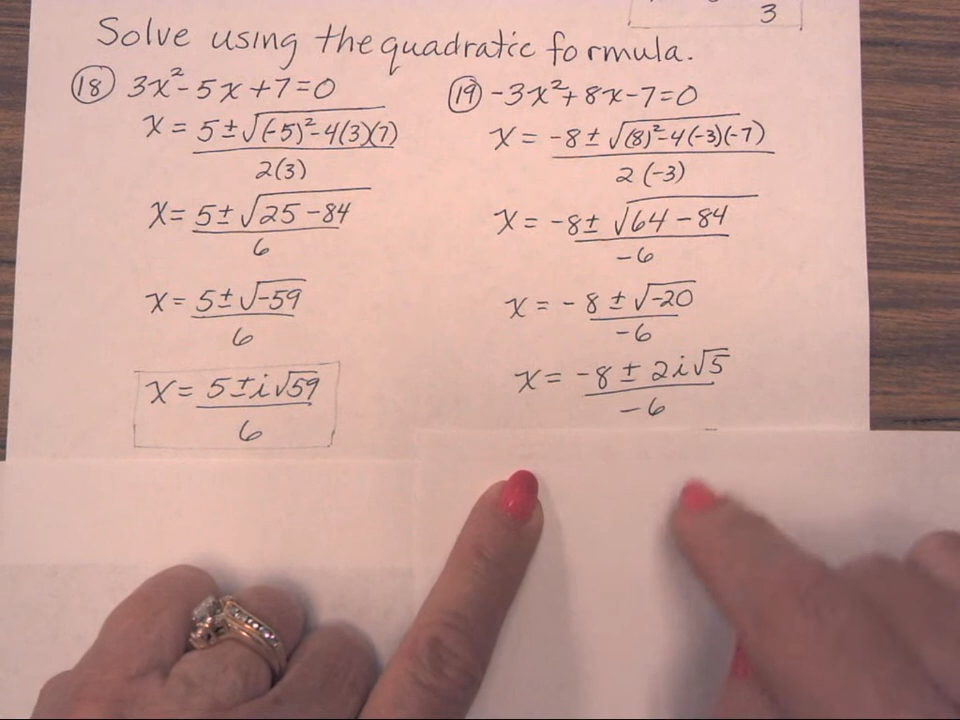 3
Solve using the quadratic formula.
18 3x² - 5x + 7 = 0
x = 5 ± √(-5)² - 4(3)(7)
2(3)
x = 5 ± √25 - 84
6
x = 5 ± √-59
6
x = 5 ± i√59
6
19 -3x² + 8x - 7 = 0
x = -8 ± √(8)² - 4(-3)(-7)
2(-3)
x = -8 ± √64 - 84
-6
x = -8 ± √-20
-6
x = -8 ± 2i√5
-6